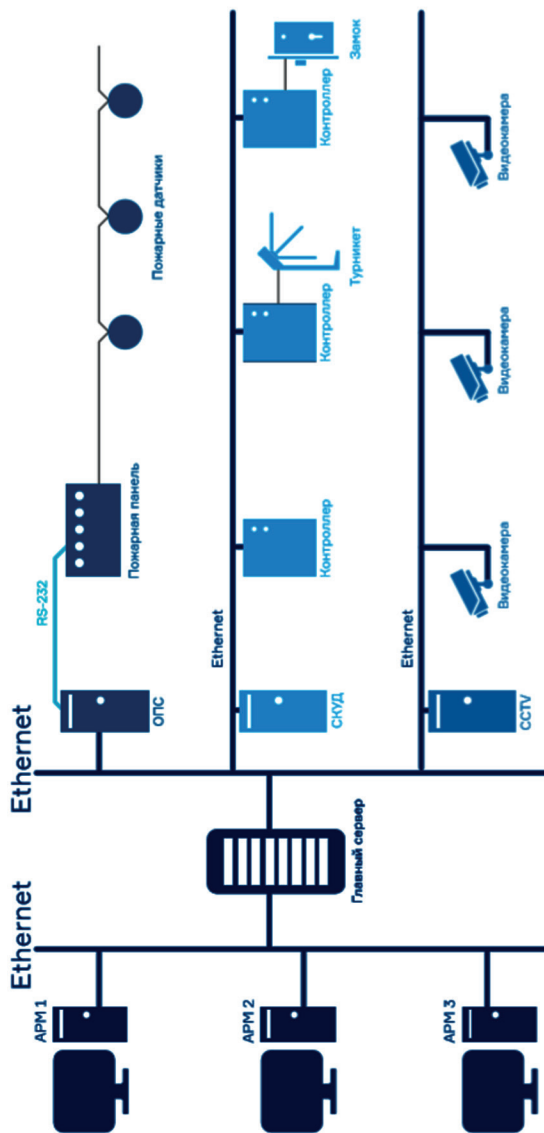 АРМ 1
АРМ 2
АРМ 3
Ethernet
Главный сервер
Ethernet
ОПС
RS-232
Пожарная панель
Пожарные датчики
СКУД
Ethernet
Контроллер
Контроллер
Турникет
Контроллер
Замок
CCTV
Ethernet
Видеокамера
Видеокамера
Видеокамера